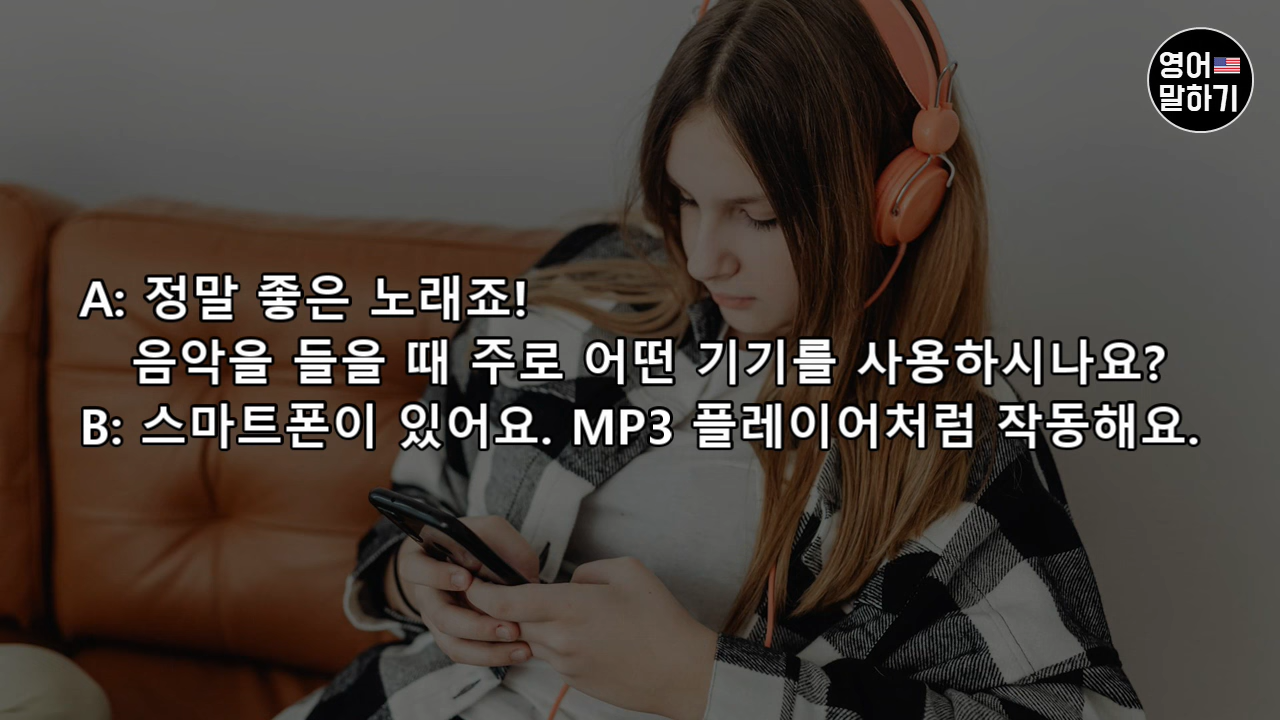 영어
말하기
A: 정말 좋은 노래죠!
음악을 들을 때 주로 어떤 기기를 사용하시나요?
B: 스마트폰이 있어요. MP3 플레이어처럼 작동해요.